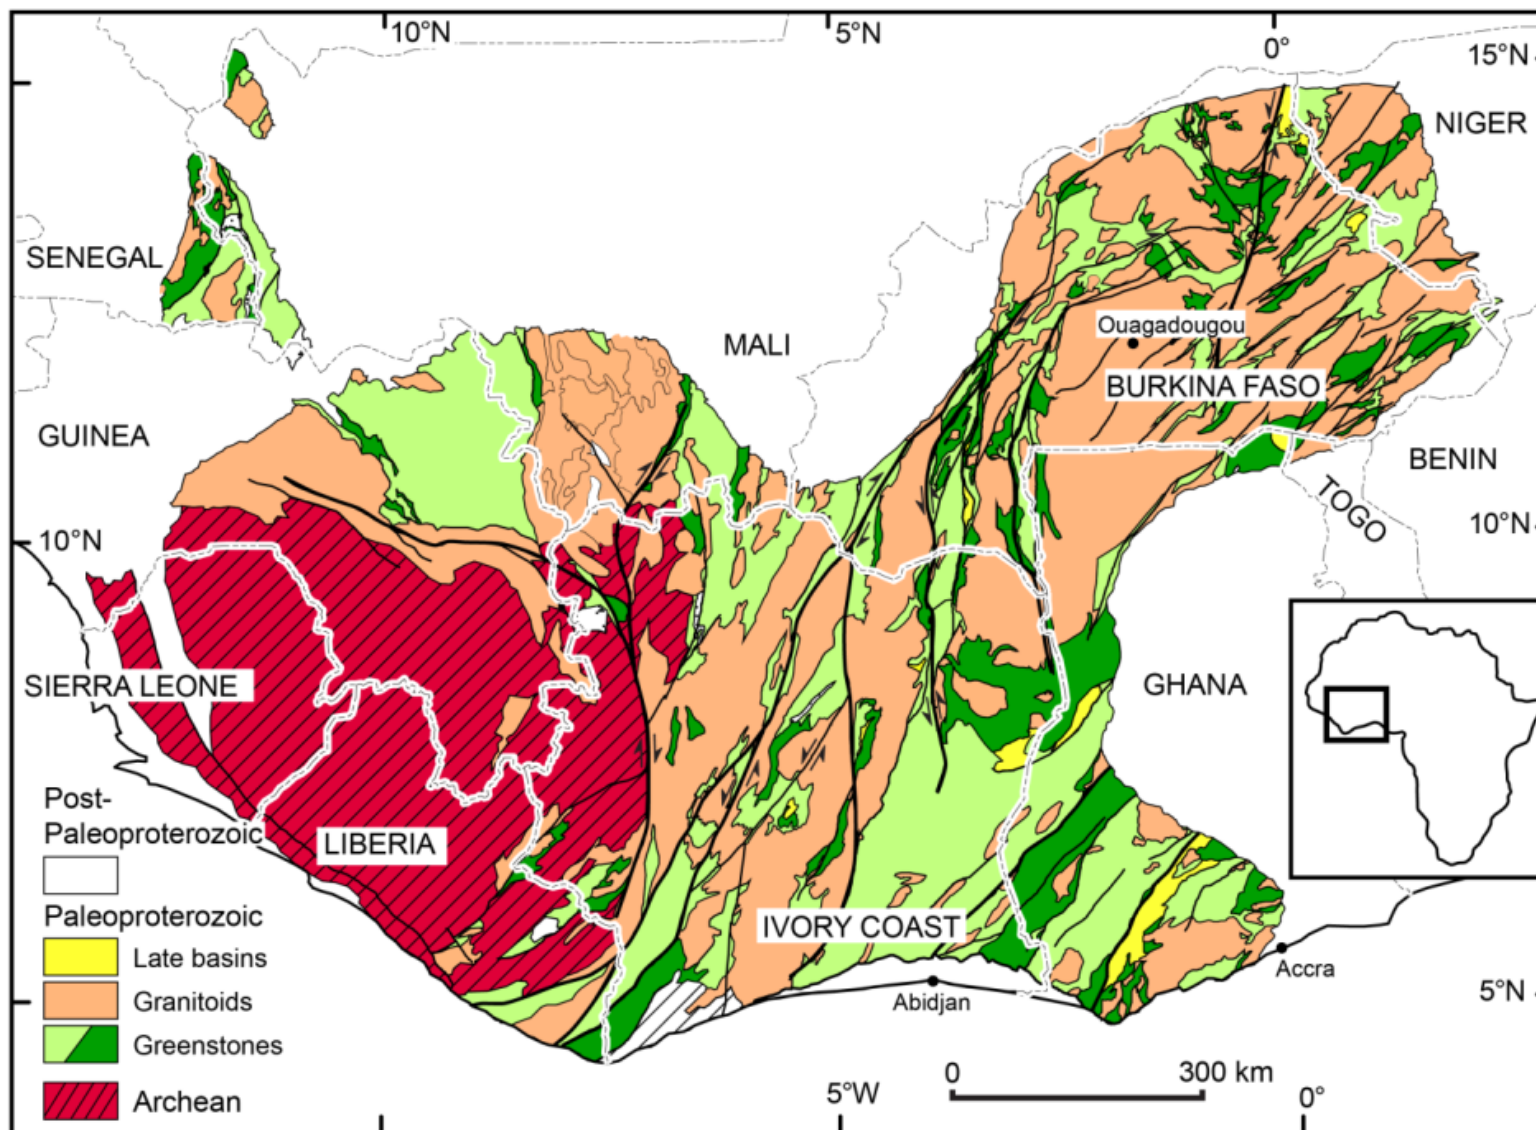 10°N
5°N
0°
15°N
NIGER
SENEGAL
Ouagadougou
MALI
BURKINA FASO
GUINEA
BENIN
TOGO
10°N
10°N
SIERRA LEONE
GHANA
Post-
Paleoproterozoic
LIBERIA
Paleoproterozoic
IVORY COAST
Late basins
Accra
Granitoids
Abidjan
5°N
Greenstones
0
300 km
5°W
0°
Archean